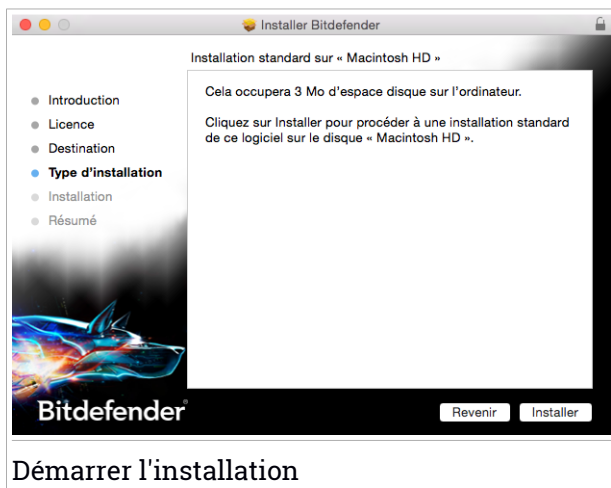 Installer Bitdefender
Installation standard sur « Macintosh HD »
Introduction
Licence
Destination
Type d'installation
Installation
Résumé
Cela occupera 3 Mo d'espace disque sur l'ordinateur.
Cliquez sur Installer pour procéder à une installation standard
de ce logiciel sur le disque « Macintosh HD ».
Bitdefender®
Revenir
Installer
Démarrer l'installation